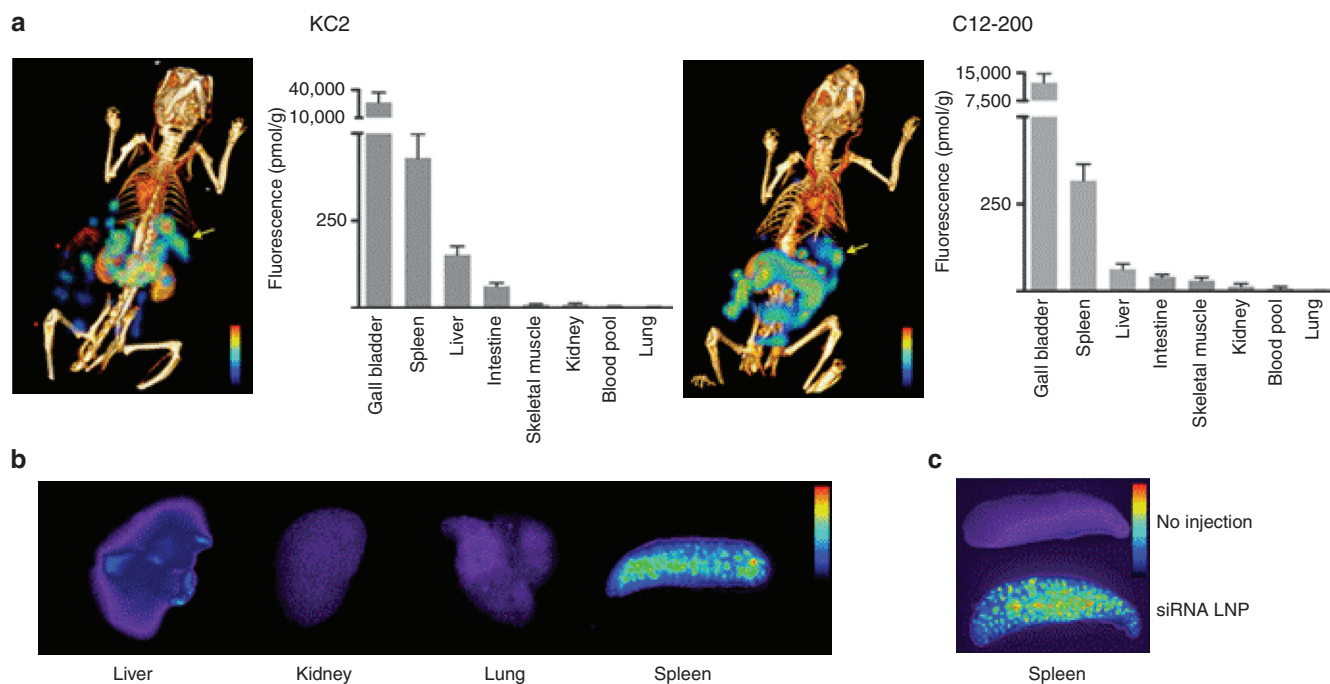 a
KC2
C12-200
Fluorescence (pmol/g)
40,000
10,000
250
Gall bladder
Spleen
Liver
Intestine
Skeletal muscle
Kidney
Blood pool
Lung
Fluorescence (pmol/g)
15,000
7,500
250
Gall bladder
Spleen
Liver
Intestine
Skeletal muscle
Kidney
Blood pool
Lung
b
Liver
Kidney
Lung
Spleen
c
No injection
siRNA LNP
Spleen